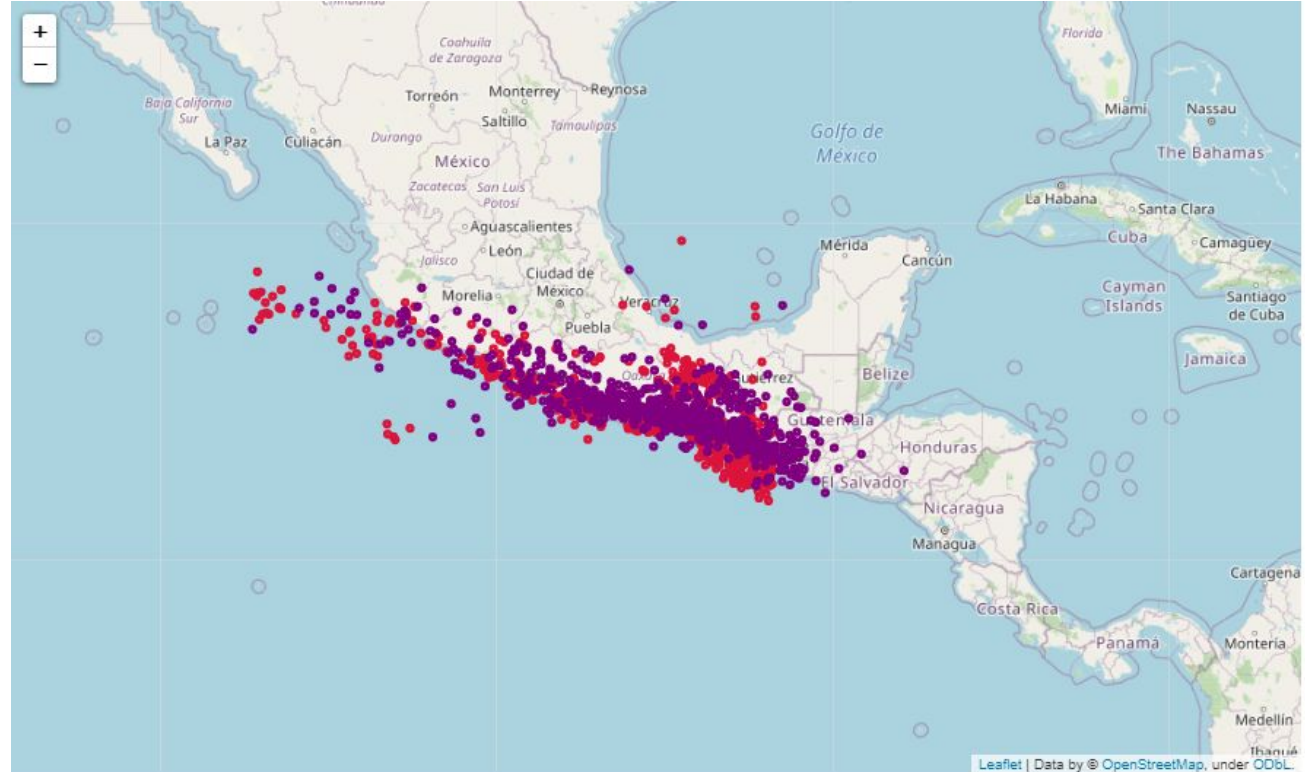 Chihuahua
+
−
Florida
Coahuila
de Zaragoza
Torreón
Monterrey
Reynosa
Saltillo
Tamaulipas
Baja California
Sur
La Paz
Culiacán
Durango
México
Zacatecas
San Luis
Potosí
Golfo de
México
Miami
Nassau
The Bahamas
La Habana
Santa Clara
Cuba
Camagüey
Aguascalientes
León
Jalisco
Ciudad de
México
Morelia
Puebla
Veracruz
Mérida
Cancún
Cayman
Islands
Santiago
de Cuba
Jamaica
Belize
Gutiérrez
Guatemala
Honduras
El Salvador
Nicaragua
Managua
Costa Rica
Panamá
Cartagena
Montería
Medellín
Ibagué
Leaflet | Data by © OpenStreetMap, under ODbL.